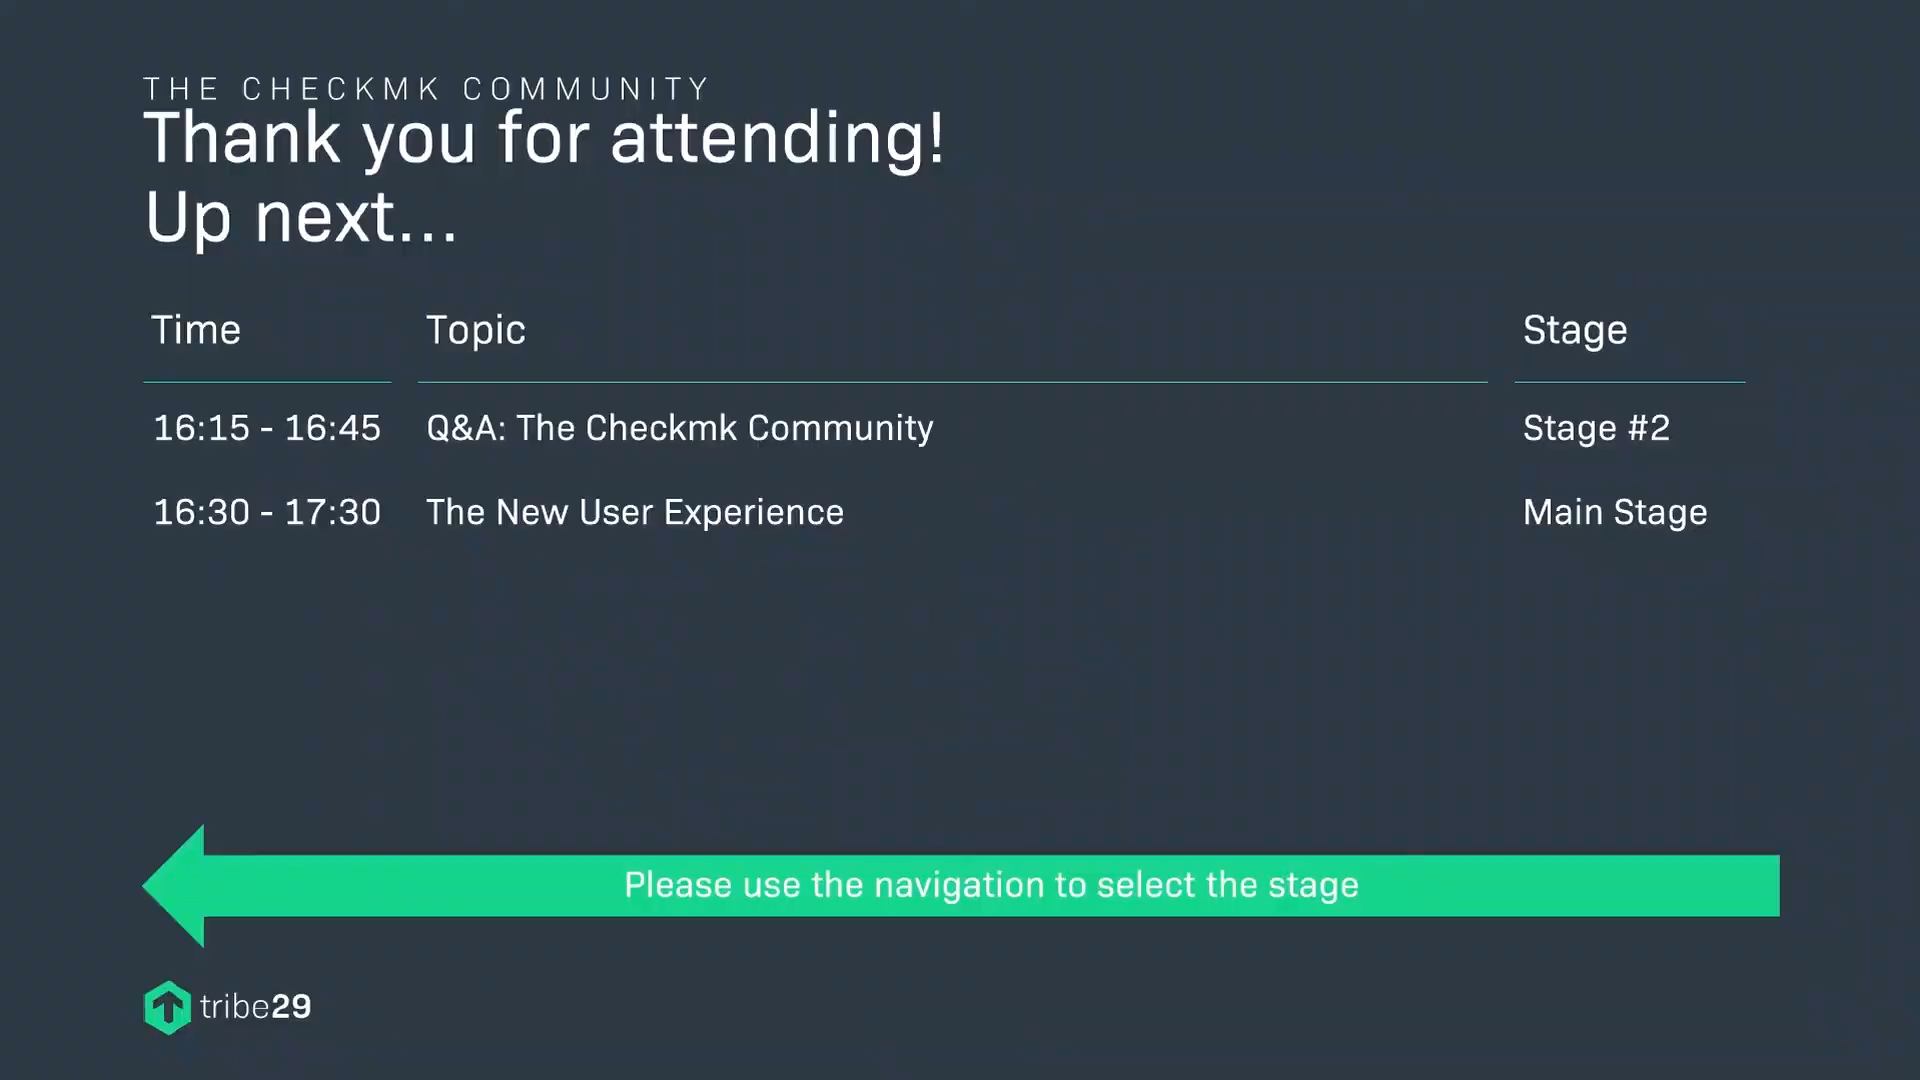 THE CHECKMK COMMUNITY
Thank you for attending!
Up next...
Time Topic Stage
16:15 - 16:45 Q&A: The Checkmk Community Stage #2
16:30 - 17:30 The New User Experience Main Stage
Please use the navigation to select the stage
tribe29